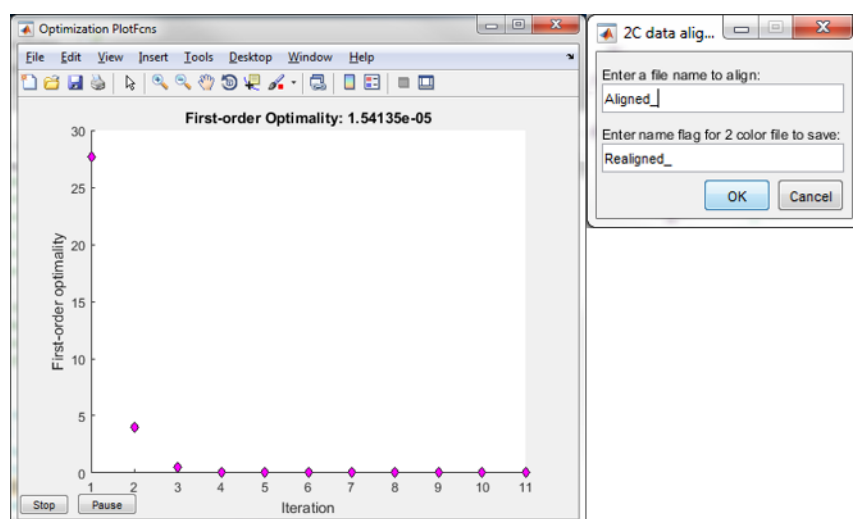 Optimization PlotFcns
File Edit View Insert Tools Desktop Window Help
First-order Optimality: 1.54135e-05
30
25
20
15
10
5
0
First-order optimality
1 2 3 4 5 6 7 8 9 10 11
Iteration
Stop Pause
2C data alig...
Enter a file name to align:
Aligned_
Enter name flag for 2 color file to save:
Realigned_
OK Cancel